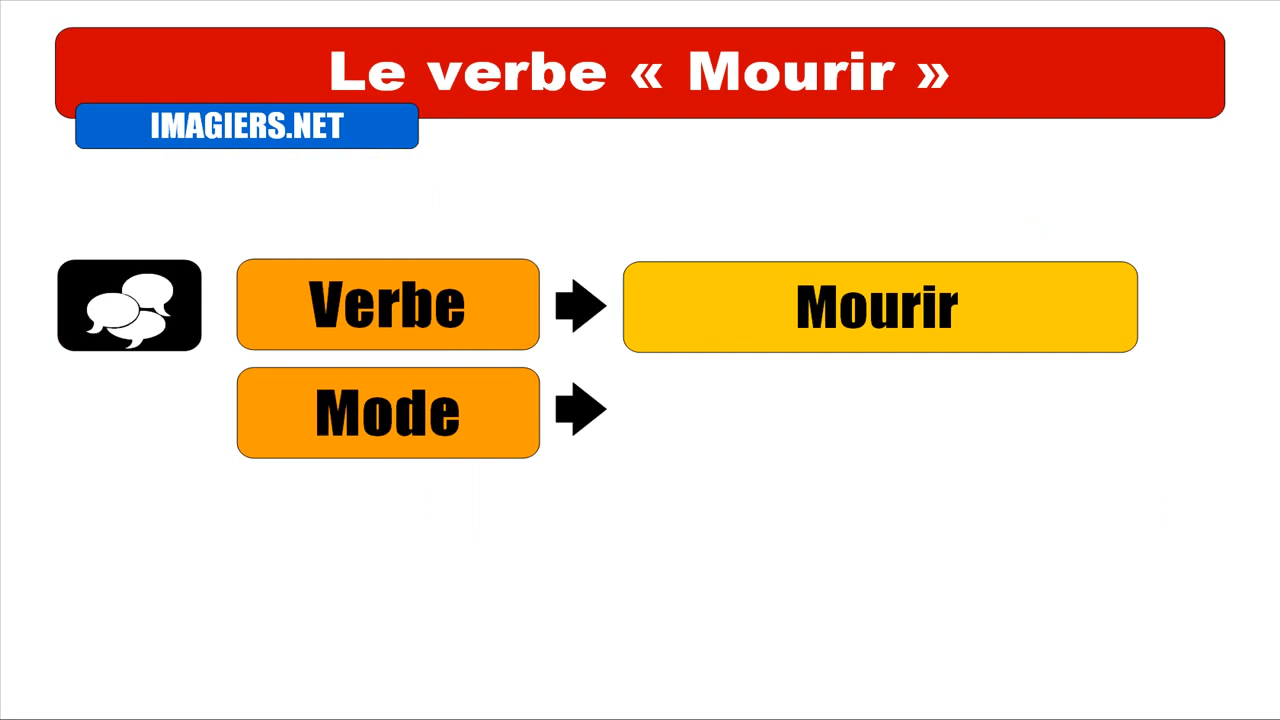 Le verbe « Mourir »
IMAGIERS.NET
Verbe
Mourir
Mode